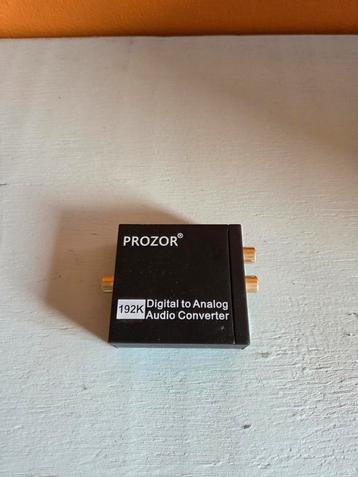 PROZOR®
192K Digital to Analog
Audio Converter